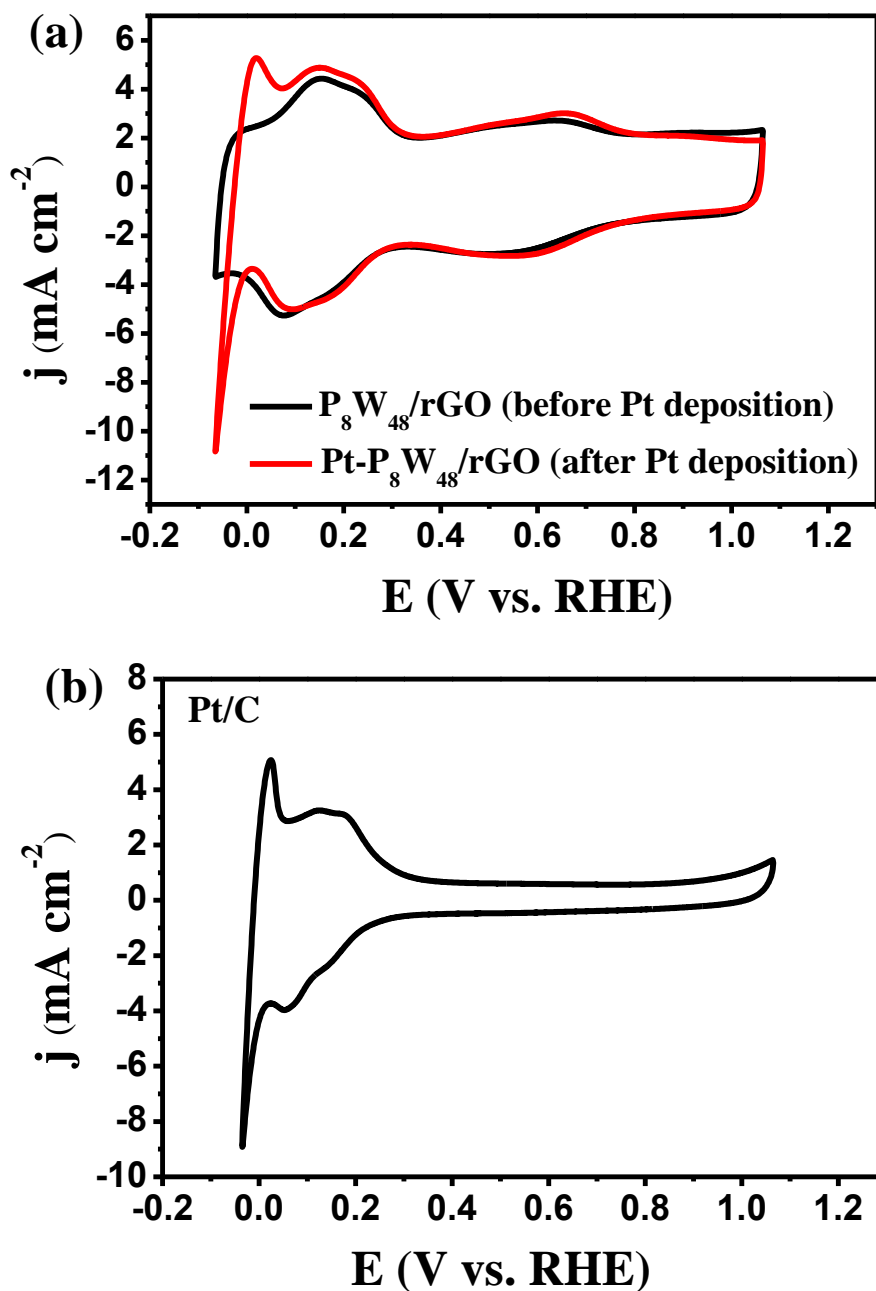 (a)
6
4
2
0
-2
-4
-6
-8
-10
-12
j (mA cm⁻²)
P₈W₄₈/rGO (before Pt deposition)
Pt-P₈W₄₈/rGO (after Pt deposition)
-0.2 0.0 0.2 0.4 0.6 0.8 1.0 1.2
E (V vs. RHE)
(b)
8
Pt/C
6
4
2
0
-2
-4
-6
-8
-10
j (mA cm⁻²)
-0.2 0.0 0.2 0.4 0.6 0.8 1.0 1.2
E (V vs. RHE)